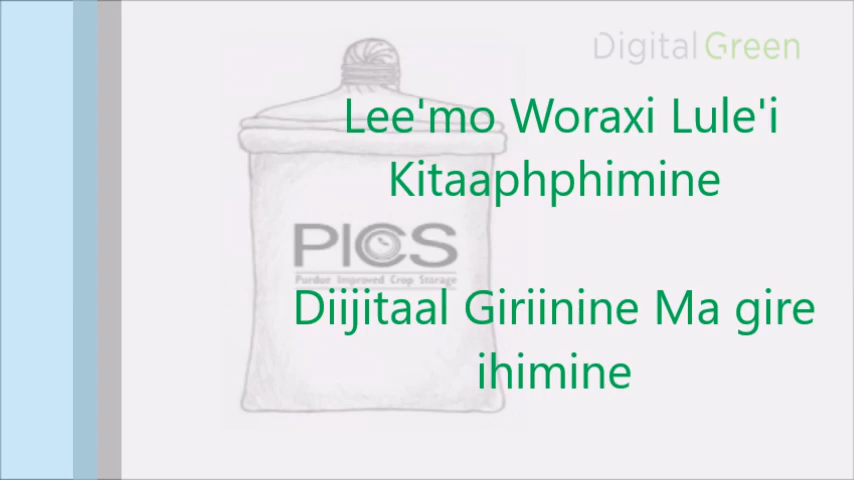 Digital Green
Lee'mo Woraxi Lule'i
Kitaaphphimine
PICS
Purdue Improved Crop Storage
Diijitaal Giriinine Ma gire
ihimine